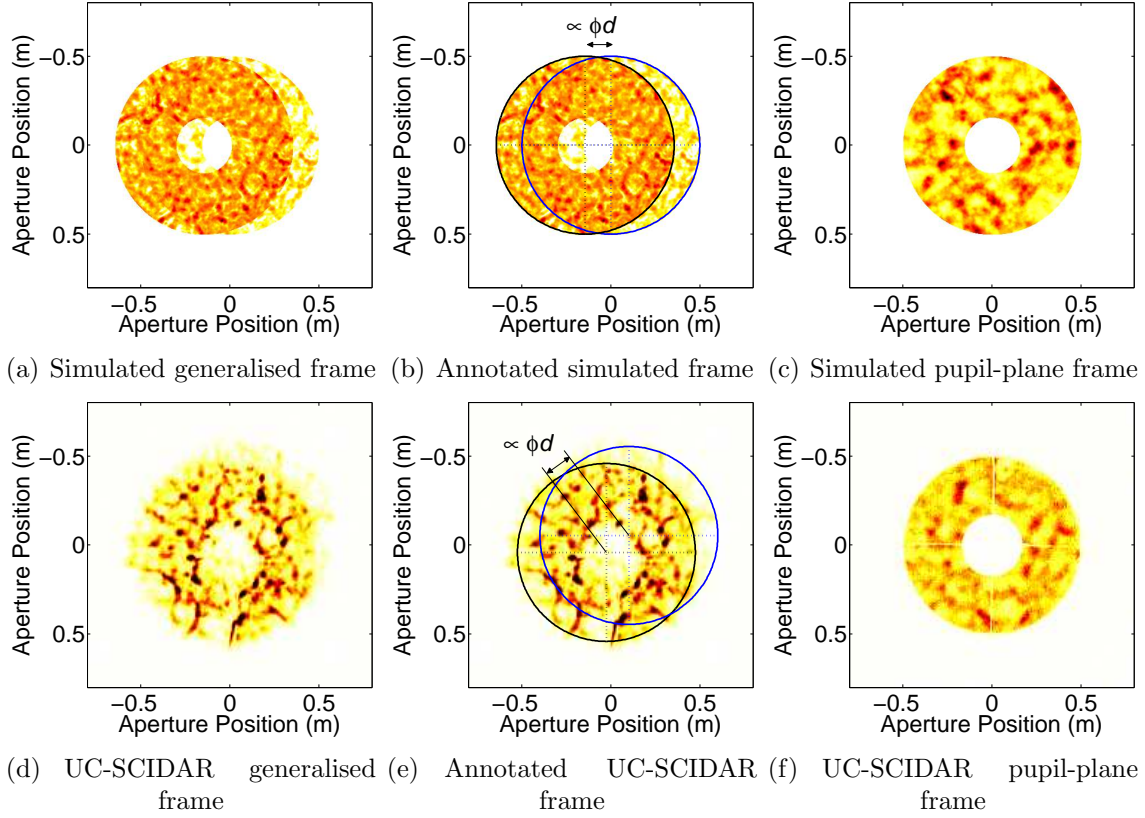 ∝ ϕd
Aperture Position (m)
−0.5
0
0.5
−0.5 0 0.5
Aperture Position (m)
Aperture Position (m)
−0.5
0
0.5
−0.5 0 0.5
Aperture Position (m)
Aperture Position (m)
−0.5
0
0.5
−0.5 0 0.5
Aperture Position (m)
(a) Simulated generalised frame
(b) Annotated simulated frame
(c) Simulated pupil-plane frame
Aperture Position (m)
−0.5
0
0.5
−0.5 0 0.5
Aperture Position (m)
∝ ϕd
Aperture Position (m)
−0.5
0
0.5
−0.5 0 0.5
Aperture Position (m)
Aperture Position (m)
−0.5
0
0.5
−0.5 0 0.5
Aperture Position (m)
(d) UC-SCIDAR generalised
frame
(e) Annotated UC-SCIDAR
frame
(f) UC-SCIDAR pupil-plane
frame